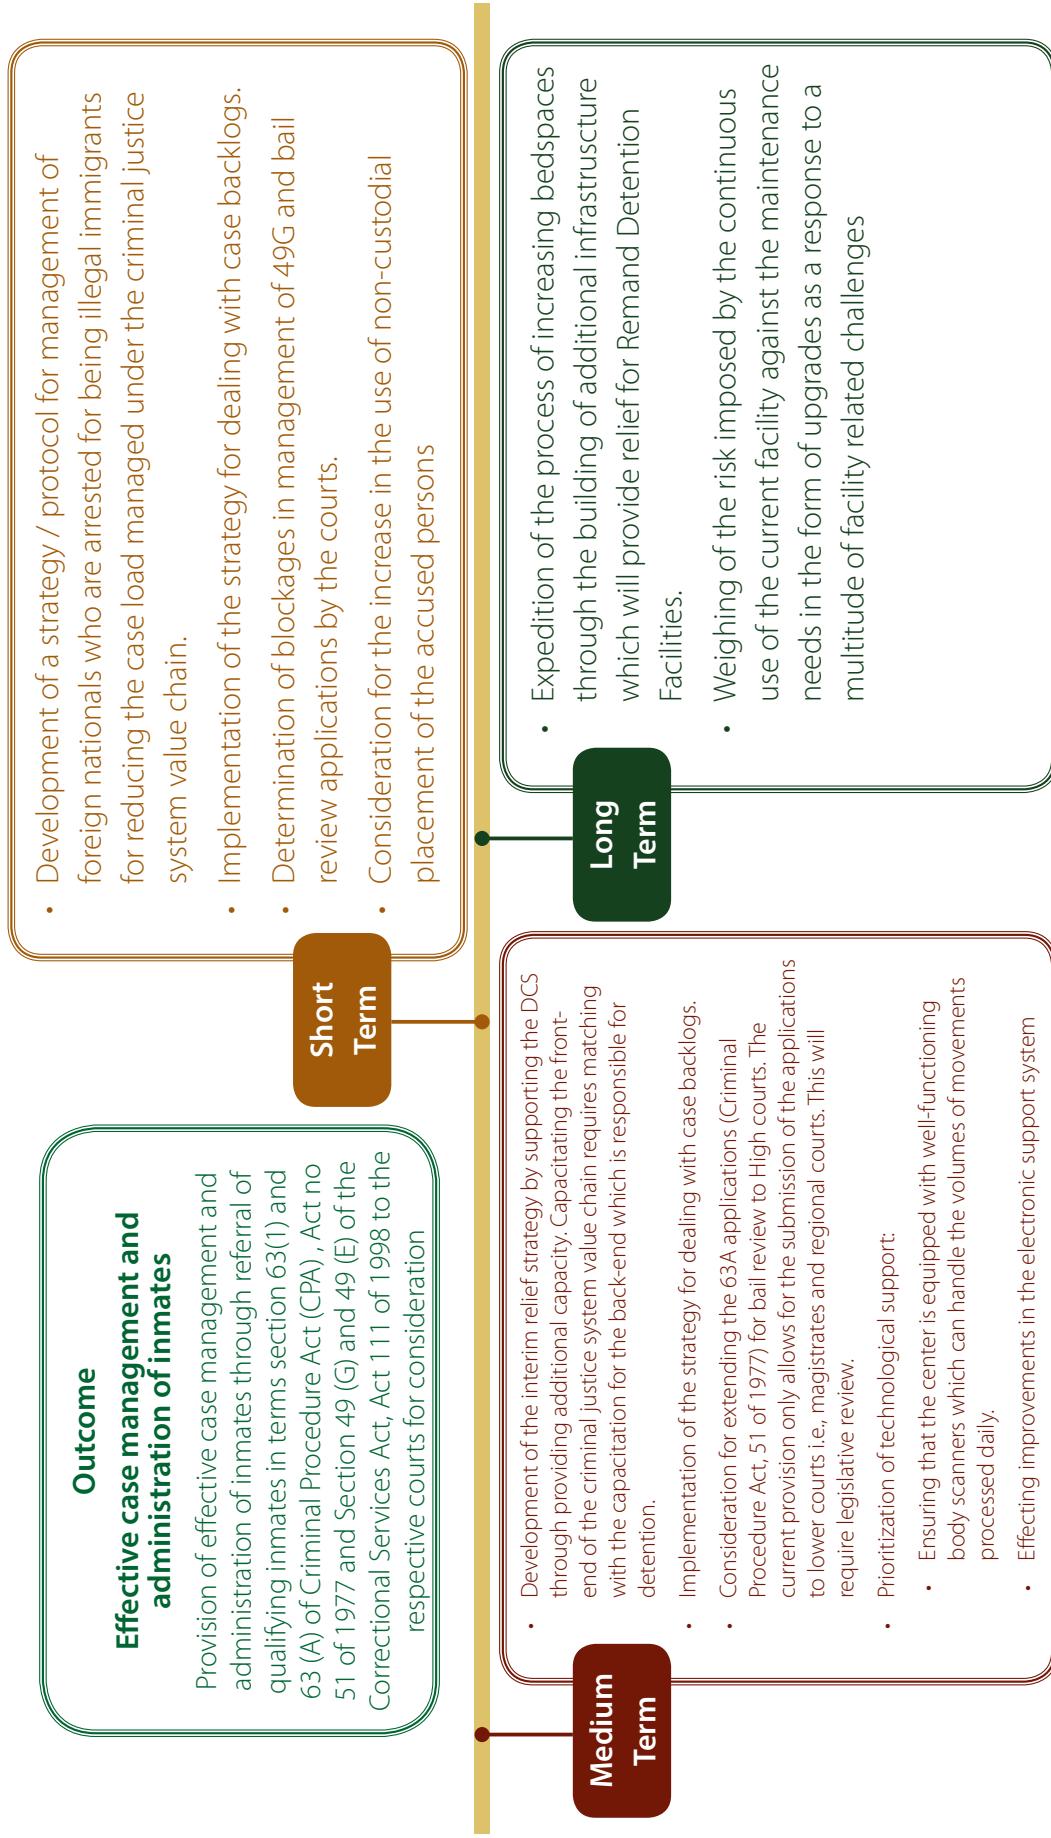 Outcome
Effective case management and
administration of inmates
Provision of effective case management and
administration of inmates through referral of
qualifying inmates in terms section 63(1) and
63 (A) of Criminal Procedure Act (CPA) , Act no
51 of 1977 and Section 49 (G) and 49 (E) of the
Correctional Services Act, Act 111 of 1998 to the
respective courts for consideration
Short
Term
• Development of a strategy / protocol for management of
foreign nationals who are arrested for being illegal immigrants
for reducing the case load managed under the criminal justice
system value chain.
• Implementation of the strategy for dealing with case backlogs.
• Determination of blockages in management of 49G and bail
review applications by the courts.
• Consideration for the increase in the use of non-custodial
placement of the accused persons
Medium
Term
• Development of the interim relief strategy by supporting the DCS
through providing additional capacity. Capacitating the front-
end of the criminal justice system value chain requires matching
with the capacitation for the back-end which is responsible for
detention.
• Implementation of the strategy for dealing with case backlogs.
• Consideration for extending the 63A applications (Criminal
Procedure Act, 51 of 1977) for bail review to High courts. The
current provision only allows for the submission of the applications
to lower courts i.e., magistrates and regional courts. This will
require legislative review.
• Prioritization of technological support:
• Ensuring that the center is equipped with well-functioning
body scanners which can handle the volumes of movements
processed daily.
• Effecting improvements in the electronic support system
Long
Term
• Expedition of the process of increasing bedspaces
through the building of additional infrastructure
which will provide relief for Remand Detention
Facilities.
• Weighing of the risk imposed by the continuous
use of the current facility against the maintenance
needs in the form of upgrades as a response to a
multitude of facility related challenges